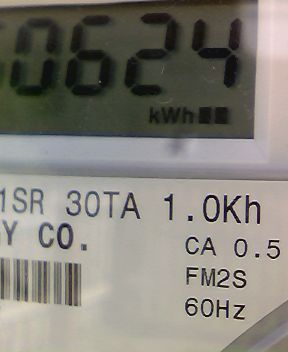 0624
kWh
1SR 30TA 1.0Kh
Y CO.
CA 0.5
FM2S
60Hz